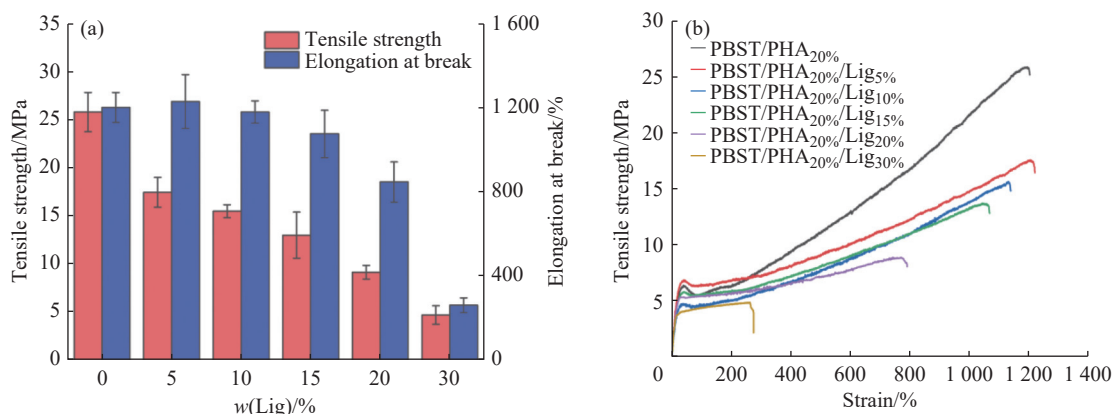 (a)
Tensile strength
Elongation at break
35
30
25
20
15
10
5
0
Tensile strength/MPa
1 600
1200
800
400
0
Elongation at break/%
0 5 10 15 20 30
w(Lig)/%
(b)
PBST/PHA20%
PBST/PHA20%/Lig5%
PBST/PHA20%/Lig10%
PBST/PHA20%/Lig15%
PBST/PHA20%/Lig20%
PBST/PHA20%/Lig30%
30
25
20
15
10
5
Tensile strength/MPa
0 200 400 600 800 1 000 1 200 1 400
Strain/%